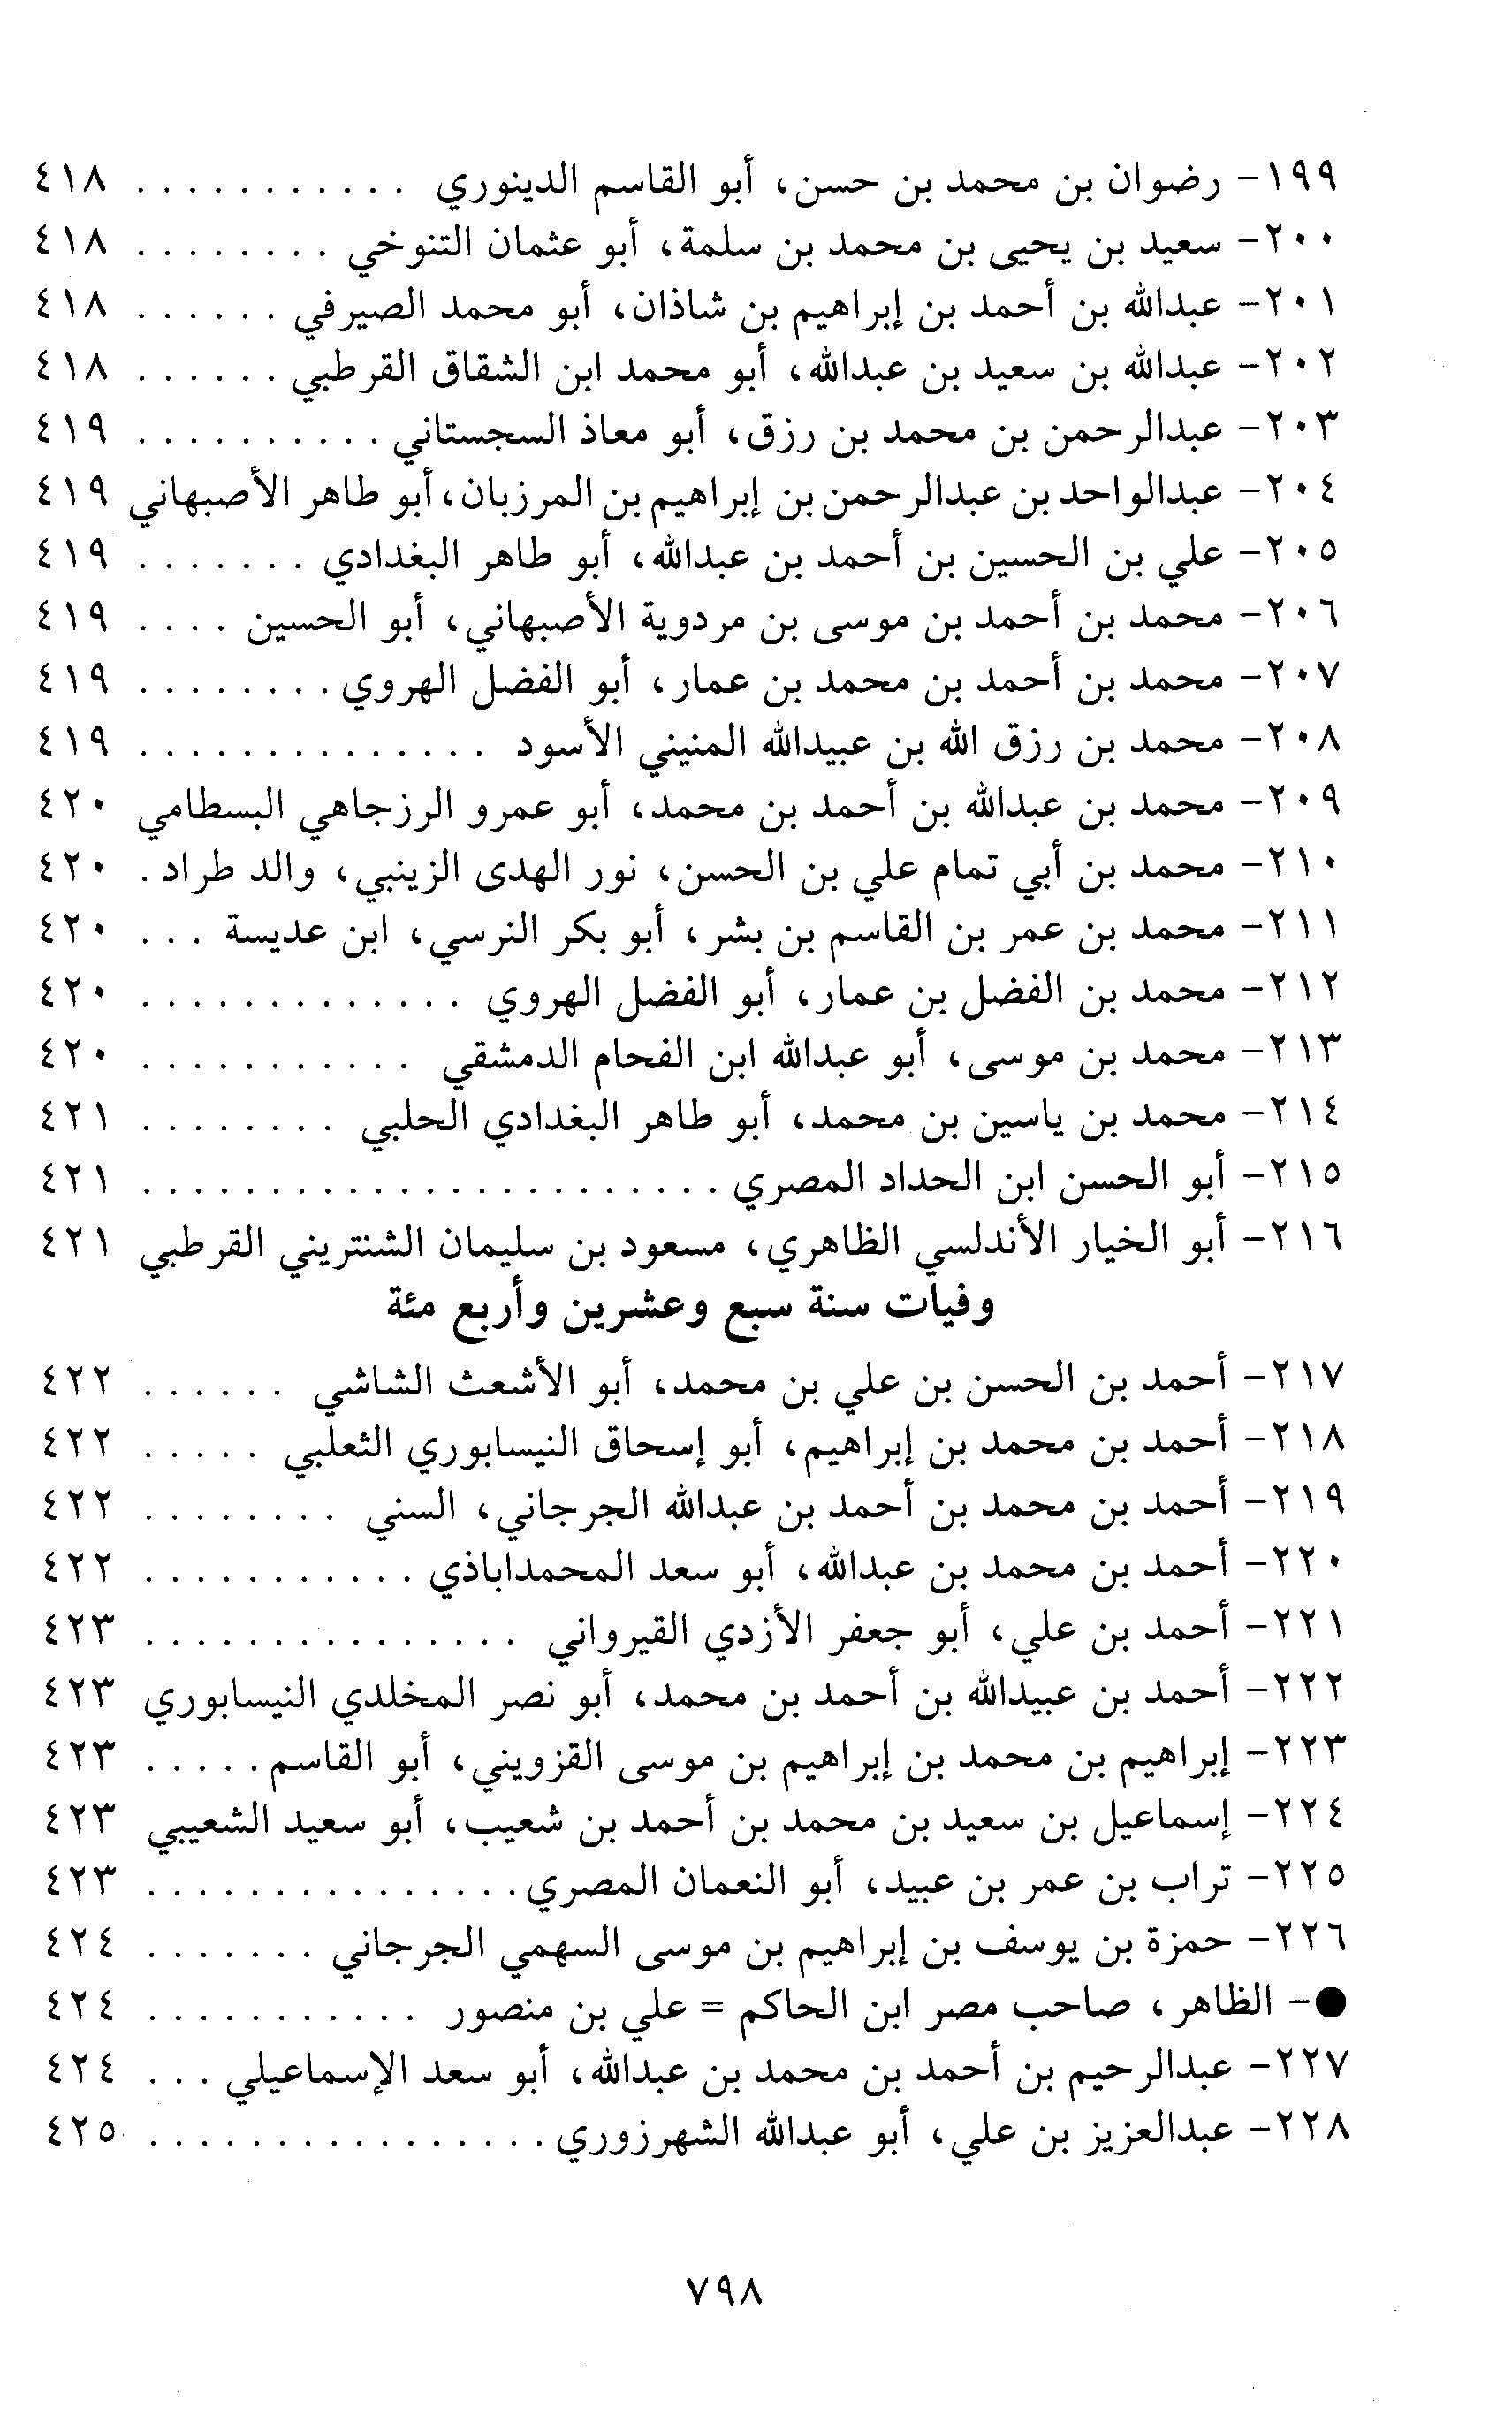 ١٩٩- رضوان بن محمد بن حسن، أبو القاسم الدينوري . . . . . . . . . . . ٤١٨
٢٠٠- سعيد بن يحيى بن محمد بن سلمة، أبو عثمان التنوخي . . . . . . . . ٤١٨
٢٠١- عبدالله بن أحمد بن إبراهيم بن شاذان، أبو محمد الصيرفي . . . . . . ٤١٨
٢٠٢- عبدالله بن سعيد بن عبدالله، أبو محمد ابن الشقاق القرطبي . . . . . . ٤١٨
٢٠٣- عبدالرحمن بن محمد بن رزق، أبو معاذ السجستاني . . . . . . . . . . ٤١٩
٢٠٤- عبدالواحد بن عبدالرحمن بن إبراهيم بن المرزبان، أبو طاهر الأصبهاني ٤١٩
٢٠٥- علي بن الحسين بن أحمد بن عبدالله، أبو طاهر البغدادي . . . . . . . ٤١٩
٢٠٦- محمد بن أحمد بن موسى بن مردوية الأصبهاني، أبو الحسين . . . . ٤١٩
٢٠٧- محمد بن أحمد بن محمد بن عمار، أبو الفضل الهروي . . . . . . . . ٤١٩
٢٠٨- محمد بن رزق الله بن عبيدالله المنيني الأسود . . . . . . . . . . . . . . ٤١٩
٢٠٩- محمد بن عبدالله بن أحمد بن محمد، أبو عمرو الرزجاهي البسطامي ٤٢٠
٢١٠- محمد بن أبي تمام علي بن الحسن، نور الهدى الزينبي، والد طراد . ٤٢٠
٢١١- محمد بن عمر بن القاسم بن بشر، أبو بكر النرسي، ابن عديسة . . . ٤٢٠
٢١٢- محمد بن الفضل بن عمار، أبو الفضل الهروي . . . . . . . . . . . . . ٤٢٠
٢١٣- محمد بن موسى، أبو عبدالله ابن الفحام الدمشقي . . . . . . . . . . . ٤٢٠
٢١٤- محمد بن ياسين بن محمد، أبو طاهر البغدادي الحلبي . . . . . . . . ٤٢١
٢١٥- أبو الحسن ابن الحداد المصري . . . . . . . . . . . . . . . . . . . . . . . ٤٢١
٢١٦- أبو الخيار الأندلسي الظاهري، مسعود بن سليمان الشنتريني القرطبي ٤٢١
وفيات سنة سبع وعشرين وأربع مئة
٢١٧- أحمد بن الحسن بن علي بن محمد، أبو الأشعث الشاشي . . . . . . ٤٢٢
٢١٨- أحمد بن محمد بن إبراهيم، أبو إسحاق النيسابوري الثعلبي . . . . . ٤٢٢
٢١٩- أحمد بن محمد بن أحمد بن عبدالله الجرجاني، السني . . . . . . . . ٤٢٢
٢٢٠- أحمد بن محمد بن عبدالله، أبو سعد المحمداباذي . . . . . . . . . . . ٤٢٢
٢٢١- أحمد بن علي، أبو جعفر الأزدي القيرواني . . . . . . . . . . . . . . . ٤٢٣
٢٢٢- أحمد بن عبيدالله بن أحمد بن محمد، أبو نصر المخلدي النيسابوري ٤٢٣
٢٢٣- إبراهيم بن محمد بن إبراهيم بن موسى القزويني، أبو القاسم . . . . . ٤٢٣
٢٢٤- إسماعيل بن سعيد بن محمد بن أحمد بن شعيب، أبو سعيد الشعيبي ٤٢٣
٢٢٥- تراب بن عمر بن عبيد، أبو النعمان المصري . . . . . . . . . . . . . . . ٤٢٣
٢٢٦- حمزة بن يوسف بن إبراهيم بن موسى السهمي الجرجاني . . . . . . . ٤٢٤
●- الظاهر، صاحب مصر ابن الحاكم = علي بن منصور . . . . . . . . . . . ٤٢٤
٢٢٧- عبدالرحيم بن أحمد بن محمد بن عبدالله، أبو سعد الإسماعيلي . . . ٤٢٤
٢٢٨- عبدالعزيز بن علي، أبو عبدالله الشهرزوري . . . . . . . . . . . . . . . . ٤٢٥
٧٩٨